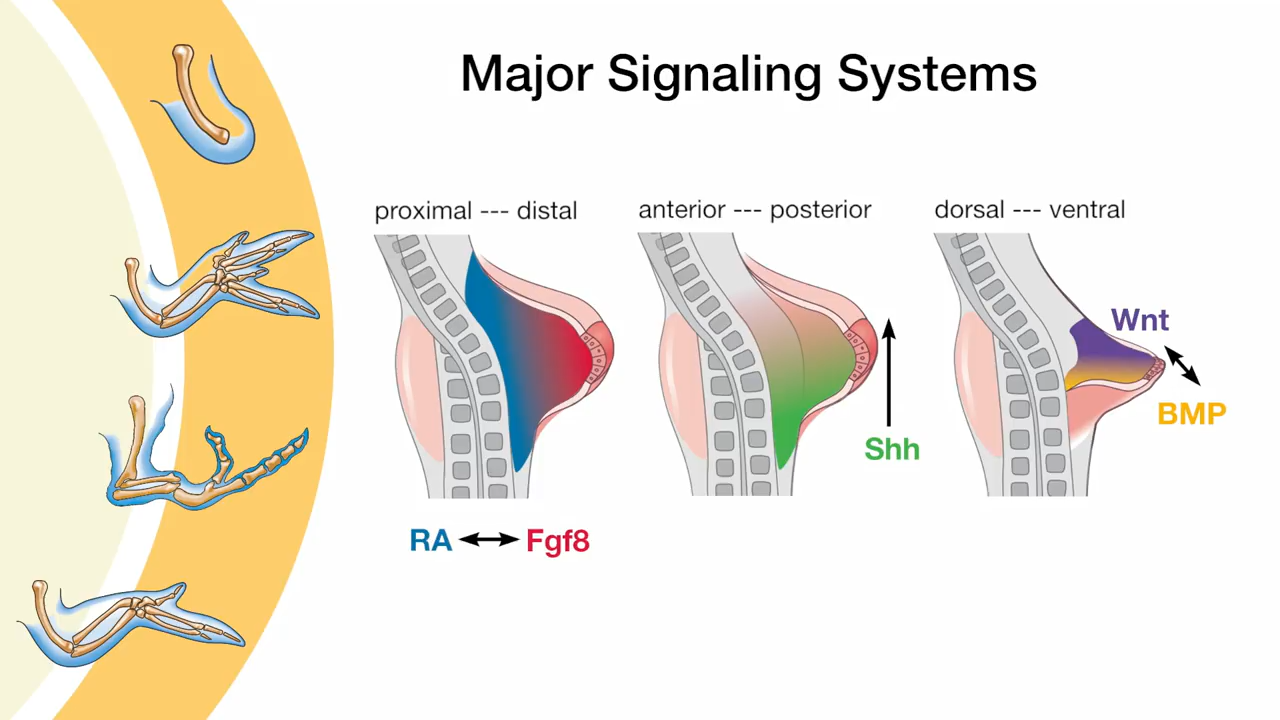 Major Signaling Systems
proximal --- distal
anterior --- posterior
dorsal --- ventral
Wnt
BMP
Shh
RA
Fgf8